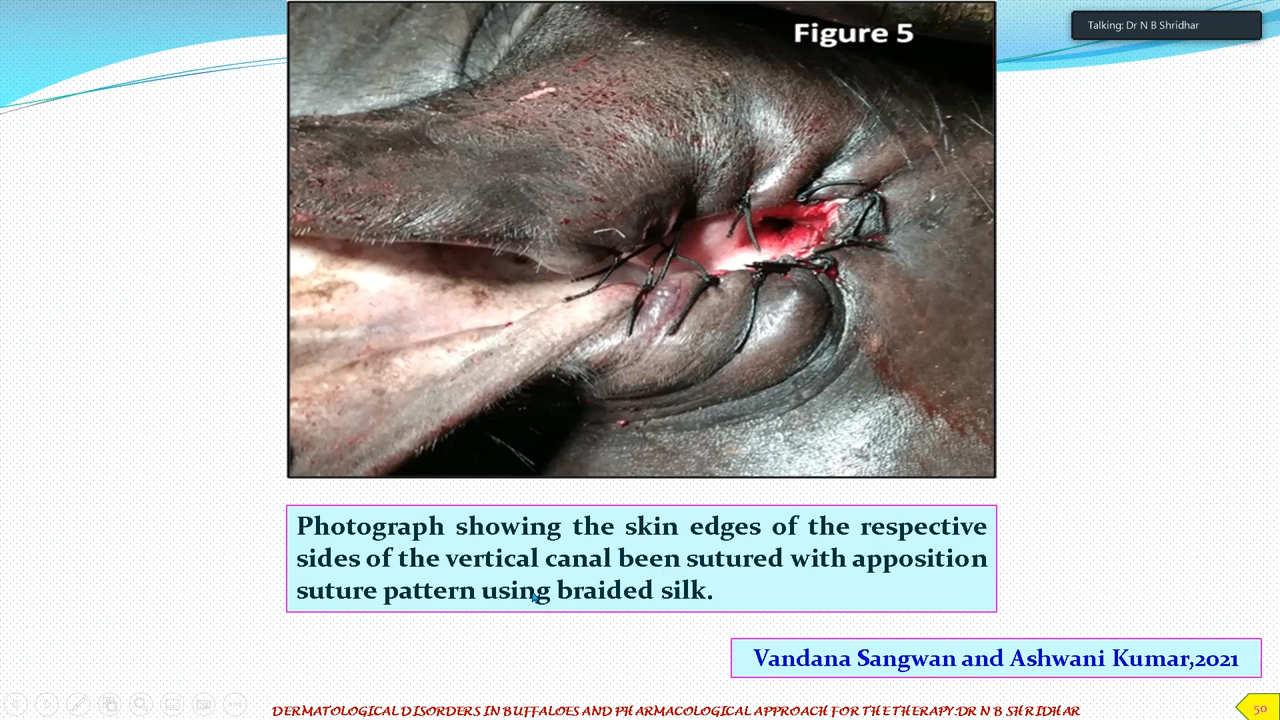 Figure 5
Talking: Dr N B Shridhar
Photograph showing the skin edges of the respective
sides of the vertical canal been sutured with apposition
suture pattern using braided silk.
Vandana Sangwan and Ashwani Kumar,2021
DERMATOLOGICAL DISORDERS IN BUFFALOES AND PHARMACOLOGICAL APPROACH FOR THE THERAPY:DR N B SHRIDHAR
50